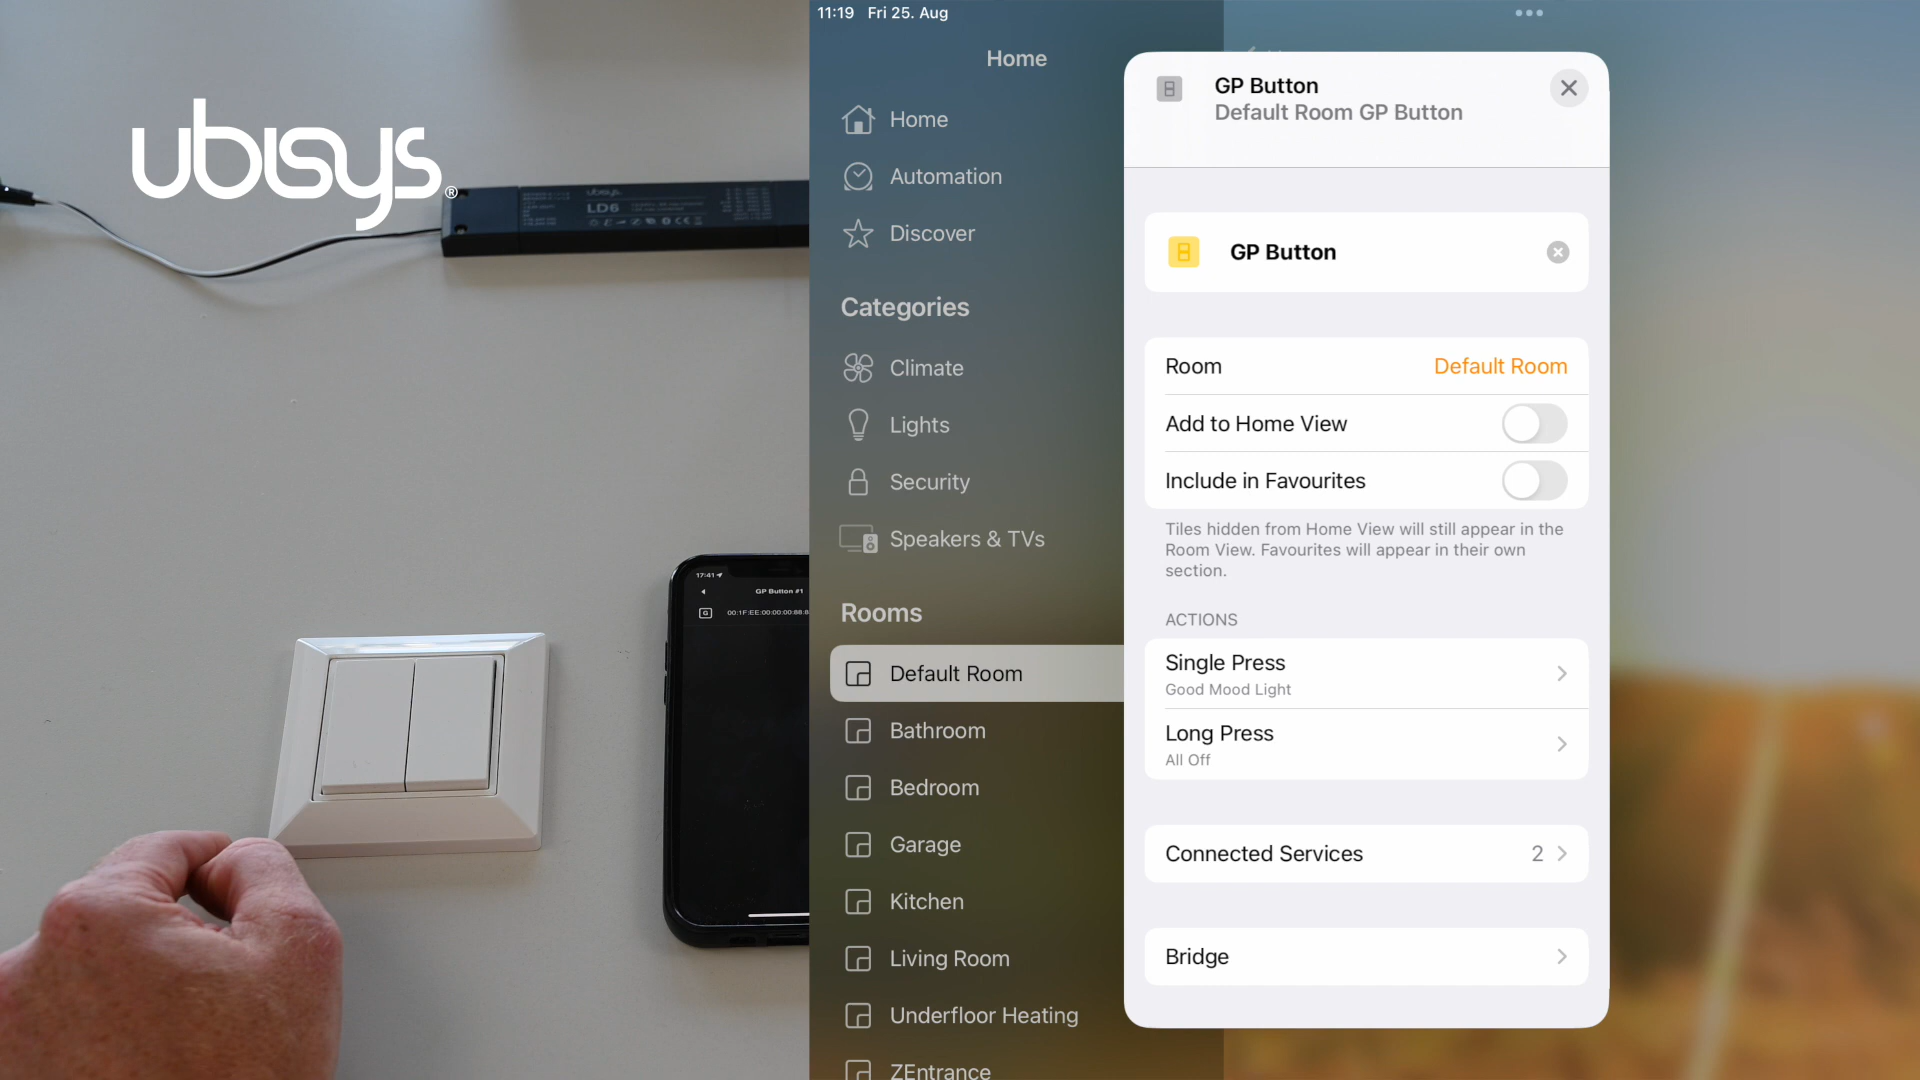 ubisys®
ubisys
LD6
17:41
GP Button #1
G
11:19 Fri 25. Aug
Home
Home
Automation
Discover
Categories
Climate
Lights
Security
Speakers & TVs
Rooms
Default Room
Bathroom
Bedroom
Garage
Kitchen
Living Room
Underfloor Heating
ZEntrance
GP Button
Default Room GP Button
GP Button
Room Default Room
Add to Home View
Include in Favourites
Tiles hidden from Home View will still appear in the
Room View. Favourites will appear in their own
section.
ACTIONS
Single Press
Good Mood Light
Long Press
All Off
Connected Services 2
Bridge